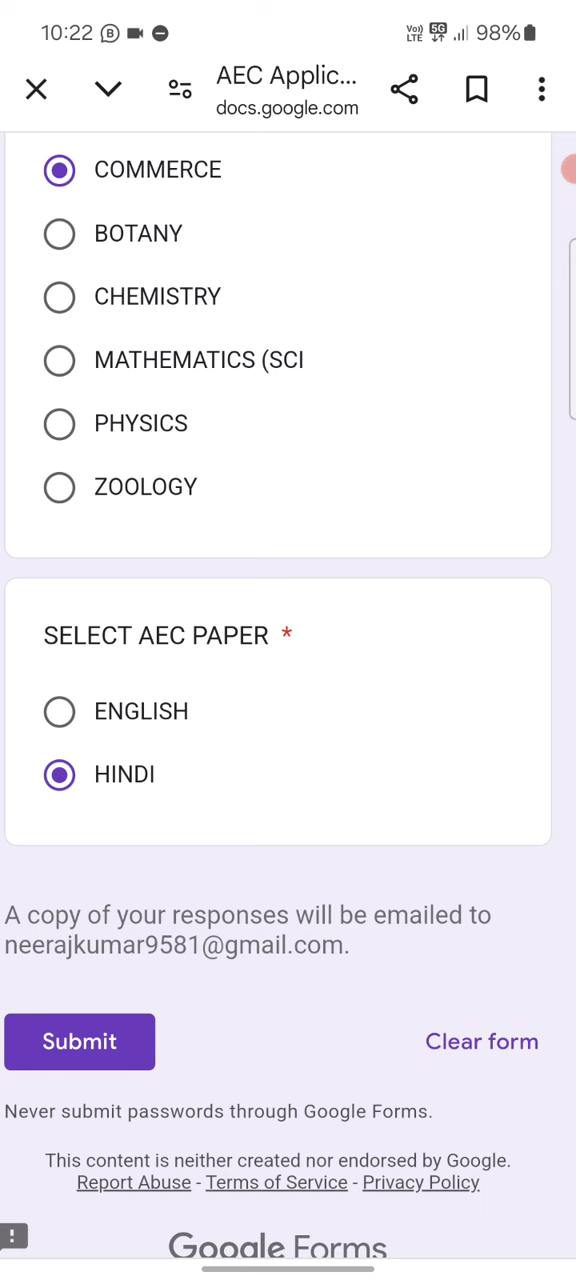 10:22 98%
Vo))
LTE
5G
AEC Applic...
docs.google.com
COMMERCE
BOTANY
CHEMISTRY
MATHEMATICS (SCI
PHYSICS
ZOOLOGY
SELECT AEC PAPER *
ENGLISH
HINDI
A copy of your responses will be emailed to
neerajkumar9581@gmail.com.
Submit Clear form
Never submit passwords through Google Forms.
This content is neither created nor endorsed by Google.
Report Abuse - Terms of Service - Privacy Policy
Google Forms